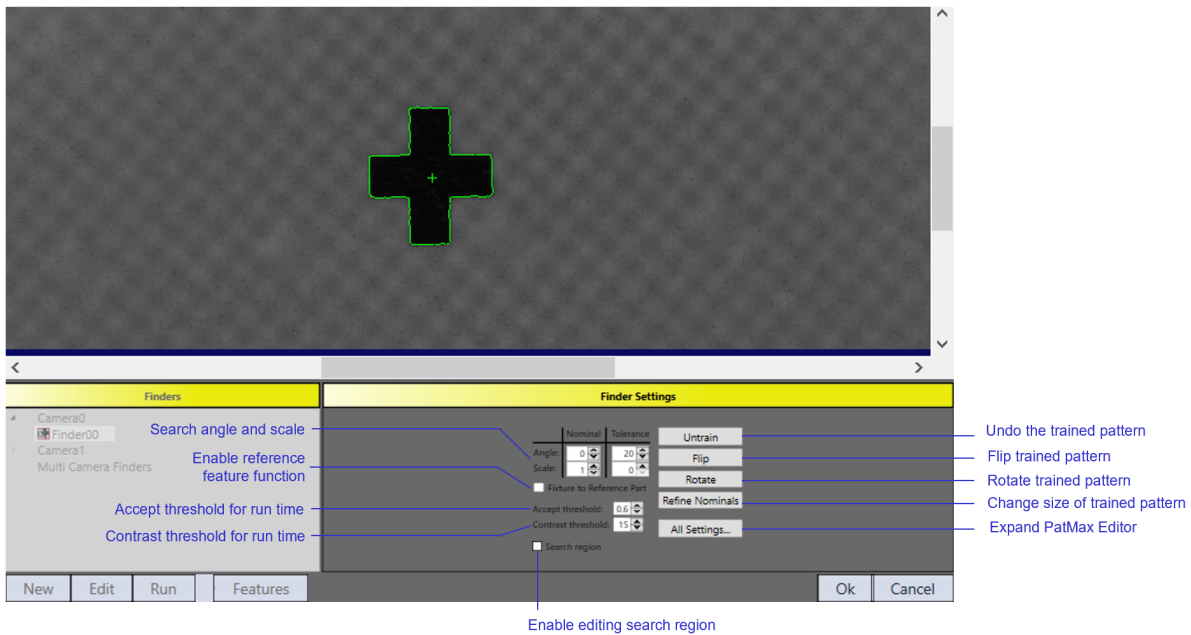 Finders
Finder Settings
Camera0
Finder00
Camera1
Multi Camera Finders
Search angle and scale
Enable reference
feature function
Accept threshold for run time
Contrast threshold for run time
Nominal Tolerance
Angle: 0 20
Scale: 1 0
Fixture to Reference Part
Accept threshold: 0.6
Contrast threshold: 15
Search region
Untrain
Flip
Rotate
Refine Nominals
All Settings...
Undo the trained pattern
Flip trained pattern
Rotate trained pattern
Change size of trained pattern
Expand PatMax Editor
New Edit Run Features Ok Cancel
Enable editing search region